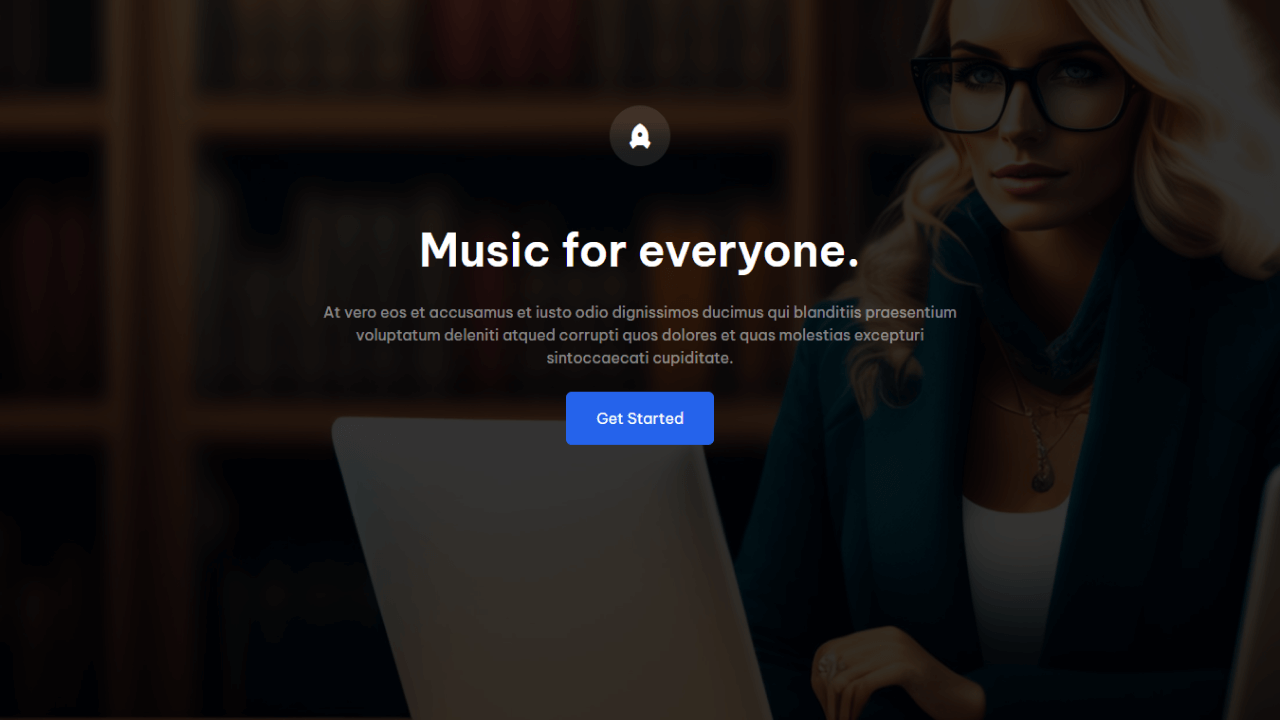 Music for everyone.
At vero eos et accusamus et iusto odio dignissimos ducimus qui blanditiis praesentium
voluptatum deleniti atqued corrupti quos dolores et quas molestias excepturi
sintoccaecati cupiditate.
Get Started